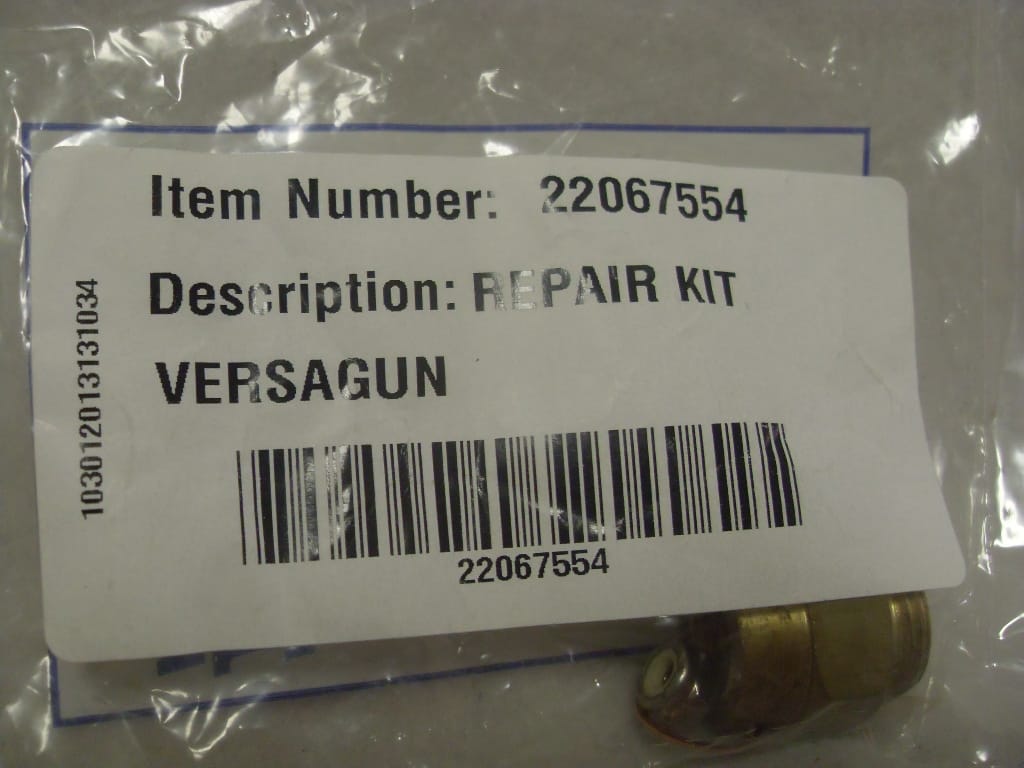 Item Number: 22067554
Description: REPAIR KIT
VERSAGUN
22067554
10301201313131034